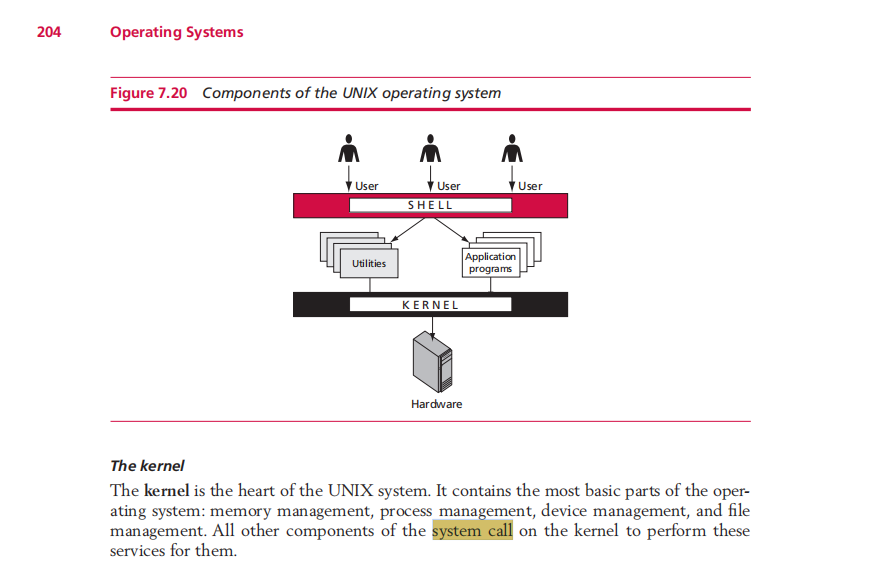 204 Operating Systems
Figure 7.20 Components of the UNIX operating system
User User User
SHELL
Utilities
Application
programs
KERNEL
Hardware
The kernel
The kernel is the heart of the UNIX system. It contains the most basic parts of the oper-
ating system: memory management, process management, device management, and file
management. All other components of the system call on the kernel to perform these
services for them.